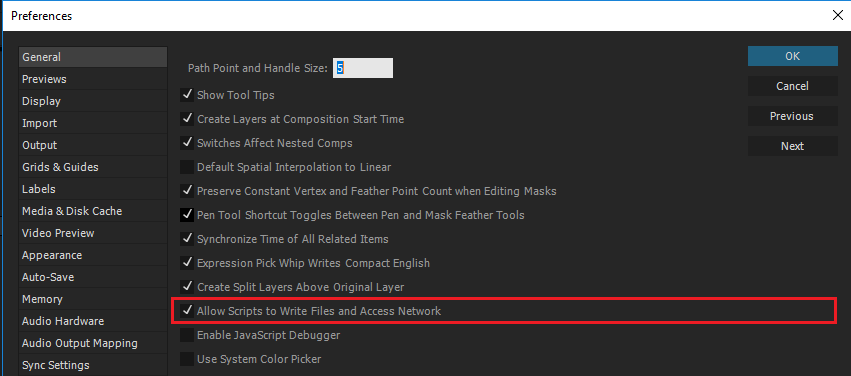 Preferences
General
Previews
Display
Import
Output
Grids & Guides
Labels
Media & Disk Cache
Video Preview
Appearance
Auto-Save
Memory
Audio Hardware
Audio Output Mapping
Sync Settings
Path Point and Handle Size: 5
Show Tool Tips
Create Layers at Composition Start Time
Switches Affect Nested Comps
Default Spatial Interpolation to Linear
Preserve Constant Vertex and Feather Point Count when Editing Masks
Pen Tool Shortcut Toggles Between Pen and Mask Feather Tools
Synchronize Time of All Related Items
Expression Pick Whip Writes Compact English
Create Split Layers Above Original Layer
Allow Scripts to Write Files and Access Network
Enable JavaScript Debugger
Use System Color Picker
OK
Cancel
Previous
Next